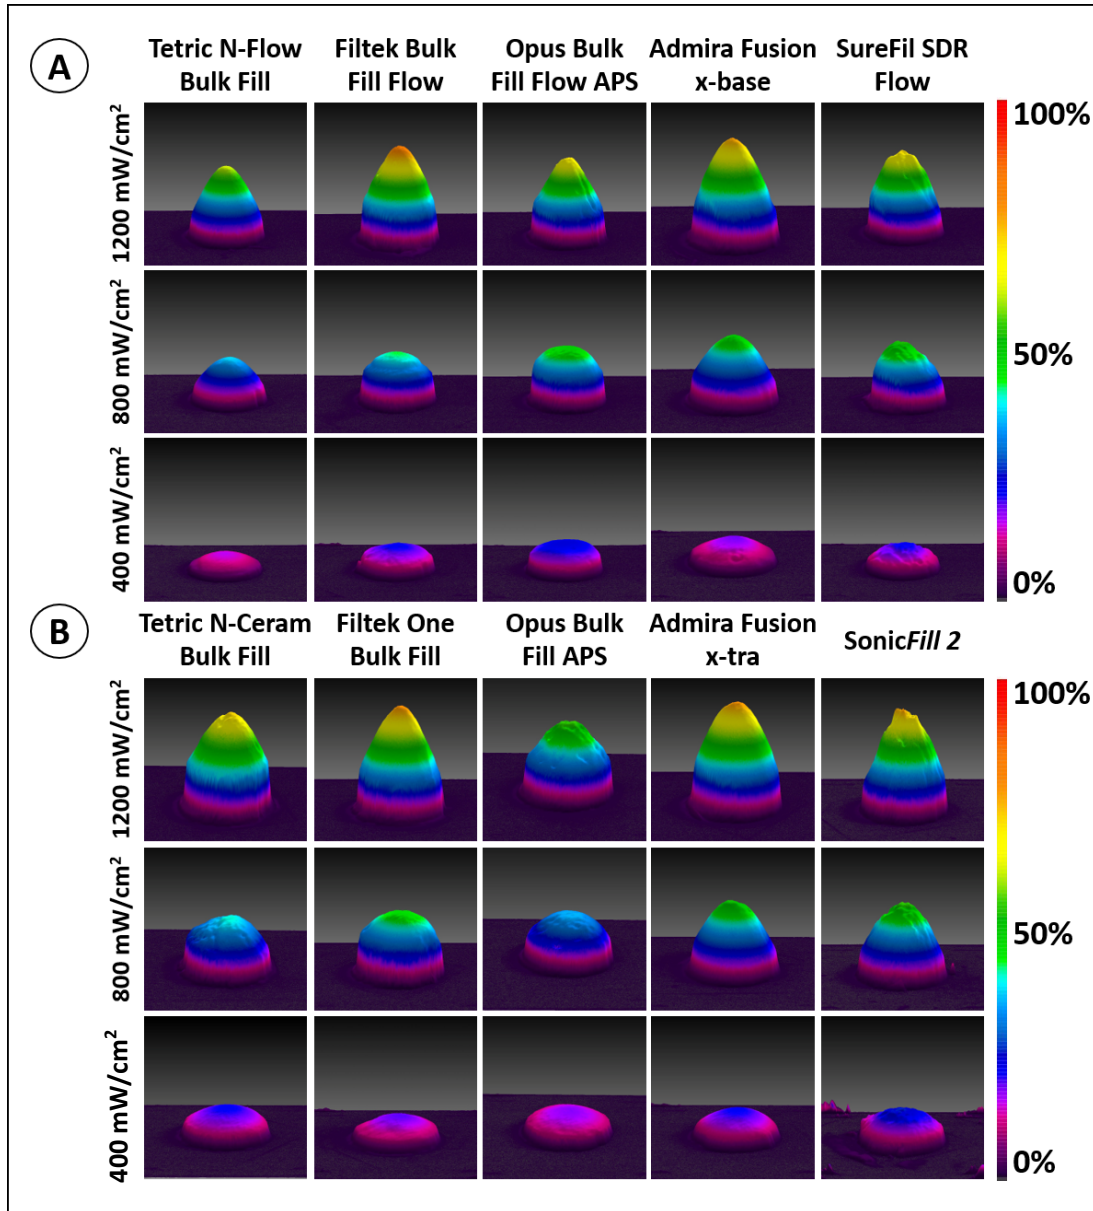 A
Tetric N-Flow
Bulk Fill
Filtek Bulk
Fill Flow
Opus Bulk
Fill Flow APS
Admira Fusion
x-base
SureFil SDR
Flow
1200 mW/cm²
800 mW/cm²
400 mW/cm²
100%
50%
0%
B
Tetric N-Ceram
Bulk Fill
Filtek One
Bulk Fill
Opus Bulk
Fill APS
Admira Fusion
x-tra
SonicFill 2
1200 mW/cm²
800 mW/cm²
400 mW/cm²
100%
50%
0%